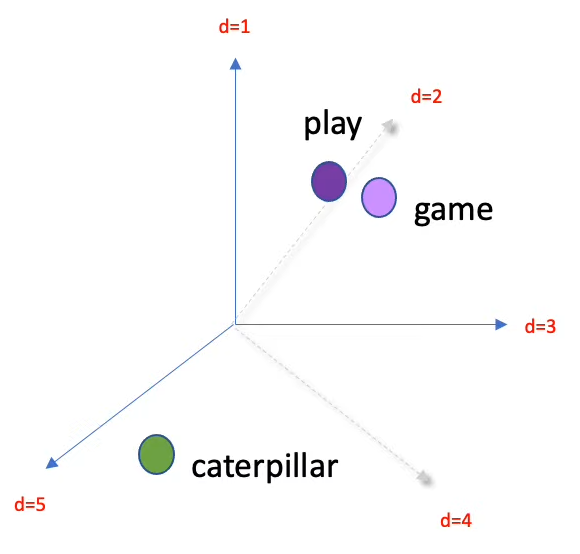 d=1
d=2
play
game
d=3
caterpillar
d=5
d=4